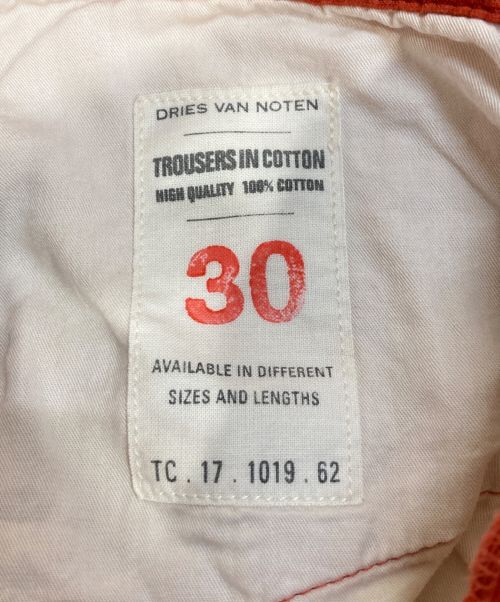 DRIES VAN NOTEN
TROUSERS IN COTTON
HIGH QUALITY 100% COTTON
30
AVAILABLE IN DIFFERENT
SIZES AND LENGTHS
TC . 17 . 1019 . 62